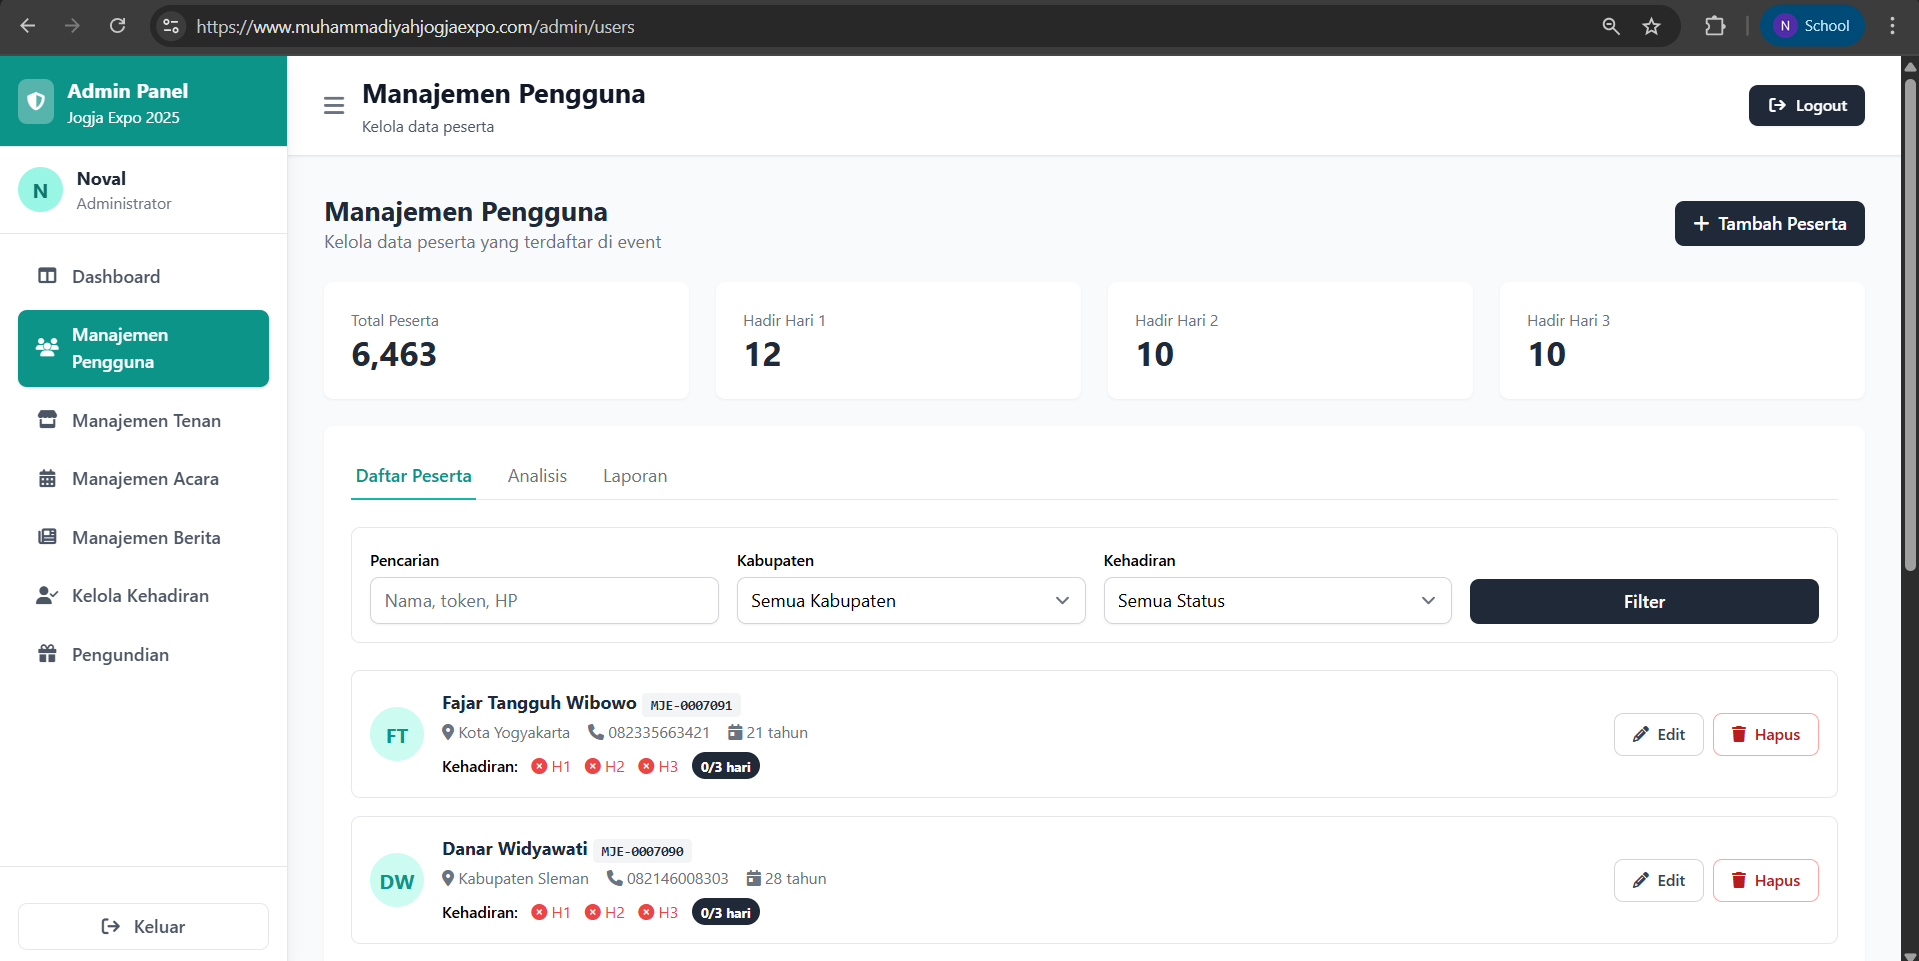 https://www.muhammadiyahjogjaexpo.com/admin/users
N School
Admin Panel
Jogja Expo 2025
N
Noval
Administrator
Dashboard
Manajemen
Pengguna
Manajemen Tenan
Manajemen Acara
Manajemen Berita
Kelola Kehadiran
Pengundian
Keluar
Manajemen Pengguna
Kelola data peserta
Logout
Manajemen Pengguna
Kelola data peserta yang terdaftar di event
Tambah Peserta
Total Peserta
6,463
Hadir Hari 1
12
Hadir Hari 2
10
Hadir Hari 3
10
Daftar Peserta Analisis Laporan
Pencarian
Nama, token, HP
Kabupaten
Semua Kabupaten
Kehadiran
Semua Status
Filter
FT
Fajar Tangguh Wibowo MJE-0007091
Kota Yogyakarta 082335663421 21 tahun
Kehadiran: H1 H2 H3 0/3 hari
Edit Hapus
DW
Danar Widyawati MJE-0007090
Kabupaten Sleman 082146008303 28 tahun
Kehadiran: H1 H2 H3 0/3 hari
Edit Hapus